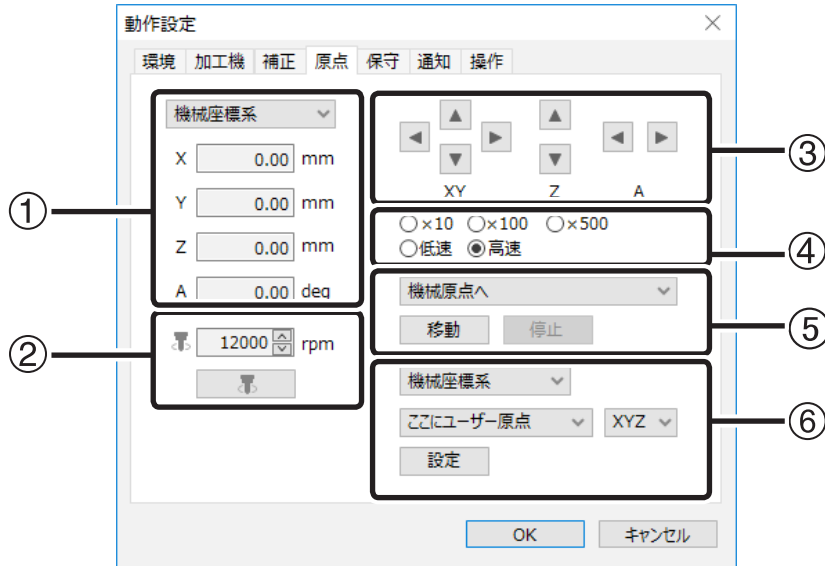 動作設定
環境 加工機 補正 原点 保守 通知 操作
機械座標系
X 0.00 mm
Y 0.00 mm
Z 0.00 mm
A 0.00 deg
①
12000 rpm
②
XY Z A
③
×10 ×100 ×500
低速 高速
④
機械原点へ
移動 停止
⑤
機械座標系
ここにユーザー原点 XYZ
設定
⑥
OK キャンセル